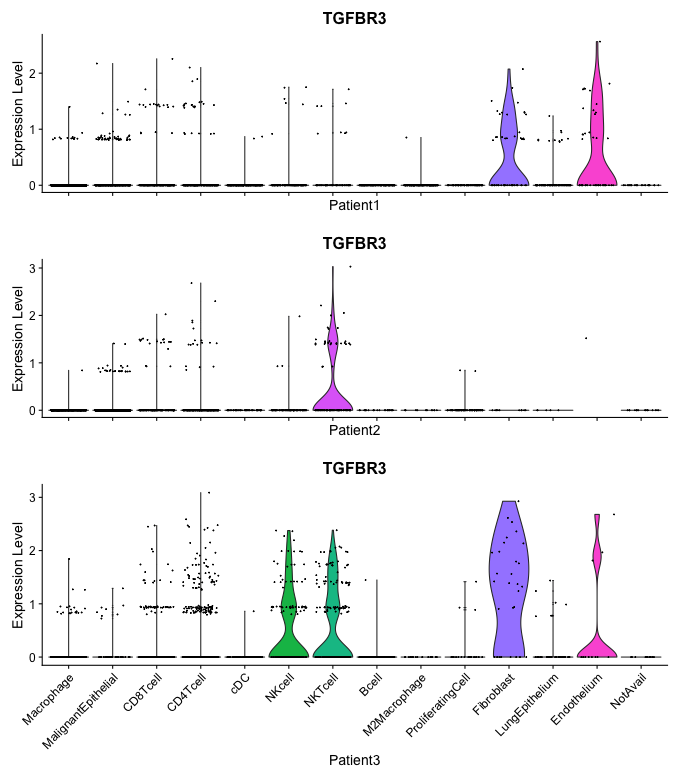 TGFBR3
Expression Level
2
1
0
Patient1
TGFBR3
Expression Level
3
2
1
0
Patient2
TGFBR3
Expression Level
3
2
1
0
Macrophage
MalignantEpithelial
CD8Tcell
CD4Tcell
cDC
NKcell
NKTcell
Bcell
M2Macrophage
ProliferatingCell
Fibroblast
LungEpithelium
Endothelium
NotAvail
Patient3